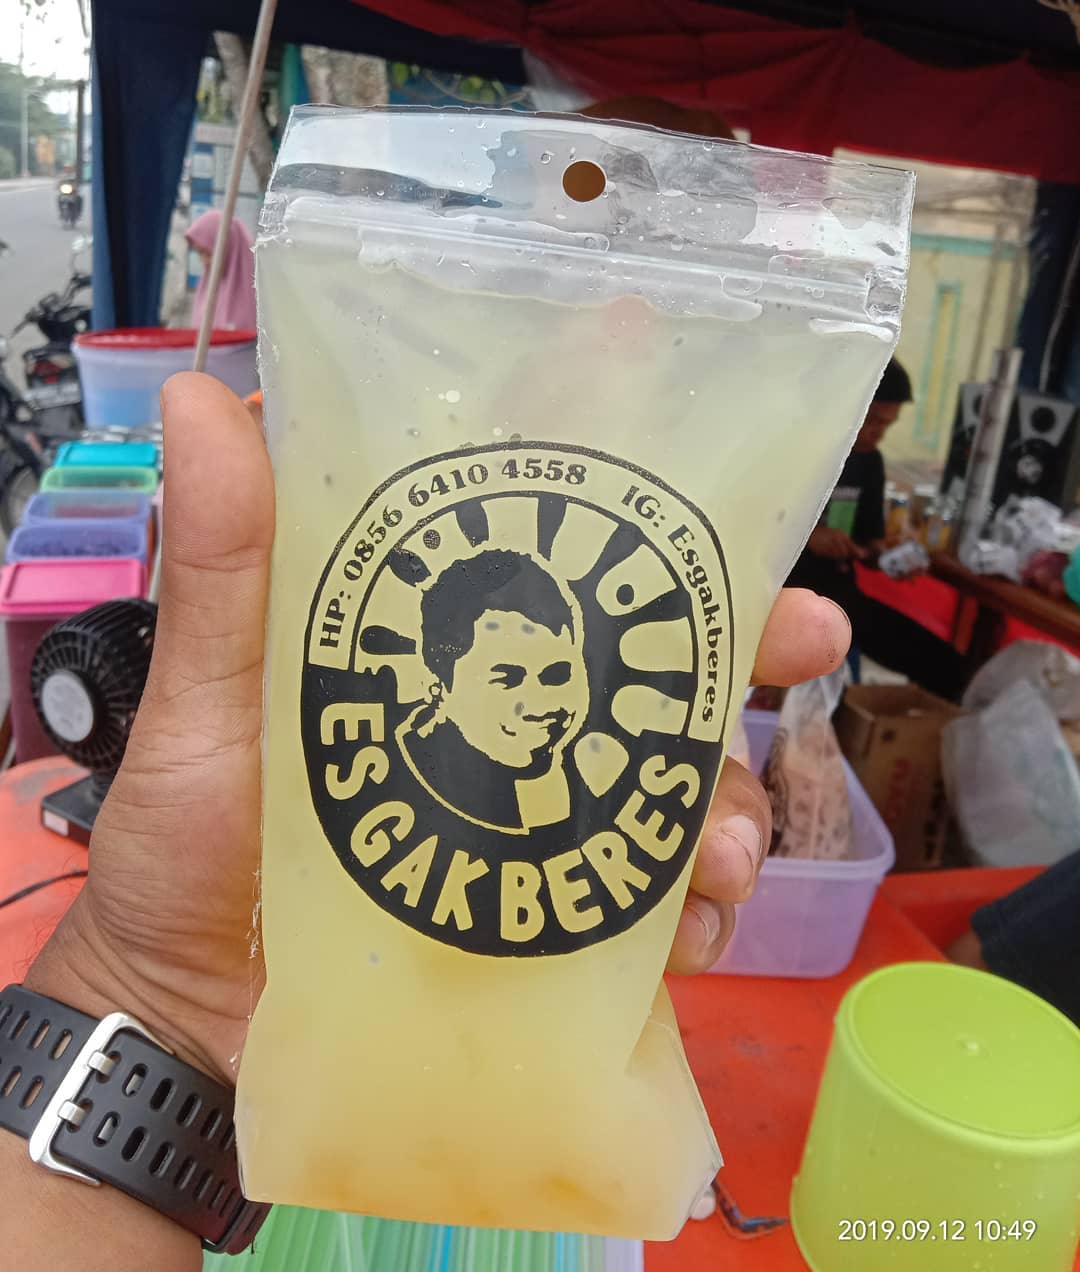 HP: 0856 6410 4558
IG: Esgakberes
ES GAK BERES
2019.09.12 10:49